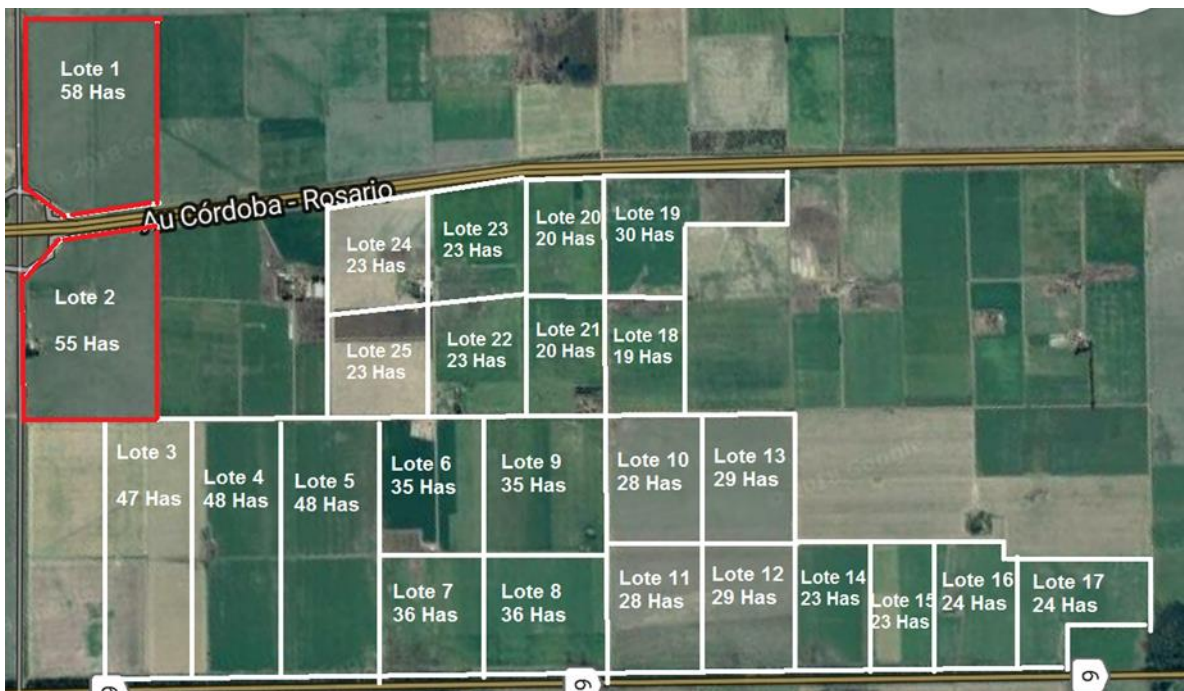 Lote 1
58 Has
Au Córdoba - Rosario
Lote 2
55 Has
Lote 24
23 Has
Lote 23
23 Has
Lote 20
20 Has
Lote 19
30 Has
Lote 25
23 Has
Lote 22
23 Has
Lote 21
20 Has
Lote 18
19 Has
Lote 3
47 Has
Lote 4
48 Has
Lote 5
48 Has
Lote 6
35 Has
Lote 9
35 Has
Lote 10
28 Has
Lote 13
29 Has
Lote 7
36 Has
Lote 8
36 Has
Lote 11
28 Has
Lote 12
29 Has
Lote 14
23 Has
Lote 15
23 Has
Lote 16
24 Has
Lote 17
24 Has
9
9
9